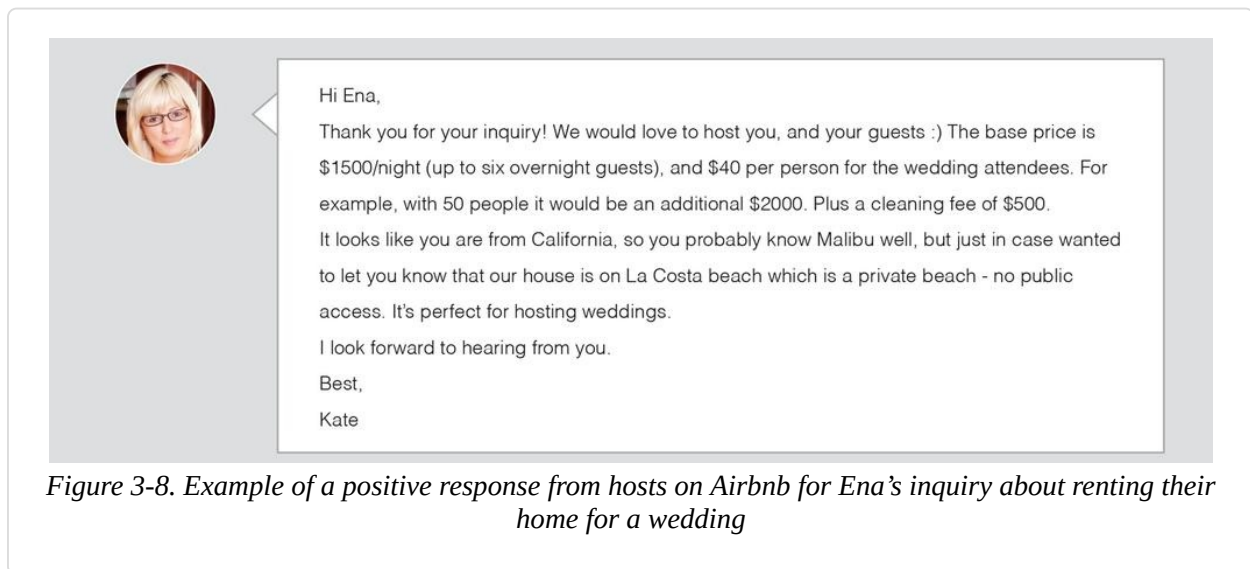 Hi Ena,
Thank you for your inquiry! We would love to host you, and your guests :) The base price is
$1500/night (up to six overnight guests), and $40 per person for the wedding attendees. For
example, with 50 people it would be an additional $2000. Plus a cleaning fee of $500.
It looks like you are from California, so you probably know Malibu well, but just in case wanted
to let you know that our house is on La Costa beach which is a private beach - no public
access. It's perfect for hosting weddings.
I look forward to hearing from you.
Best,
Kate
Figure 3-8. Example of a positive response from hosts on Airbnb for Ena’s inquiry about renting their
home for a wedding